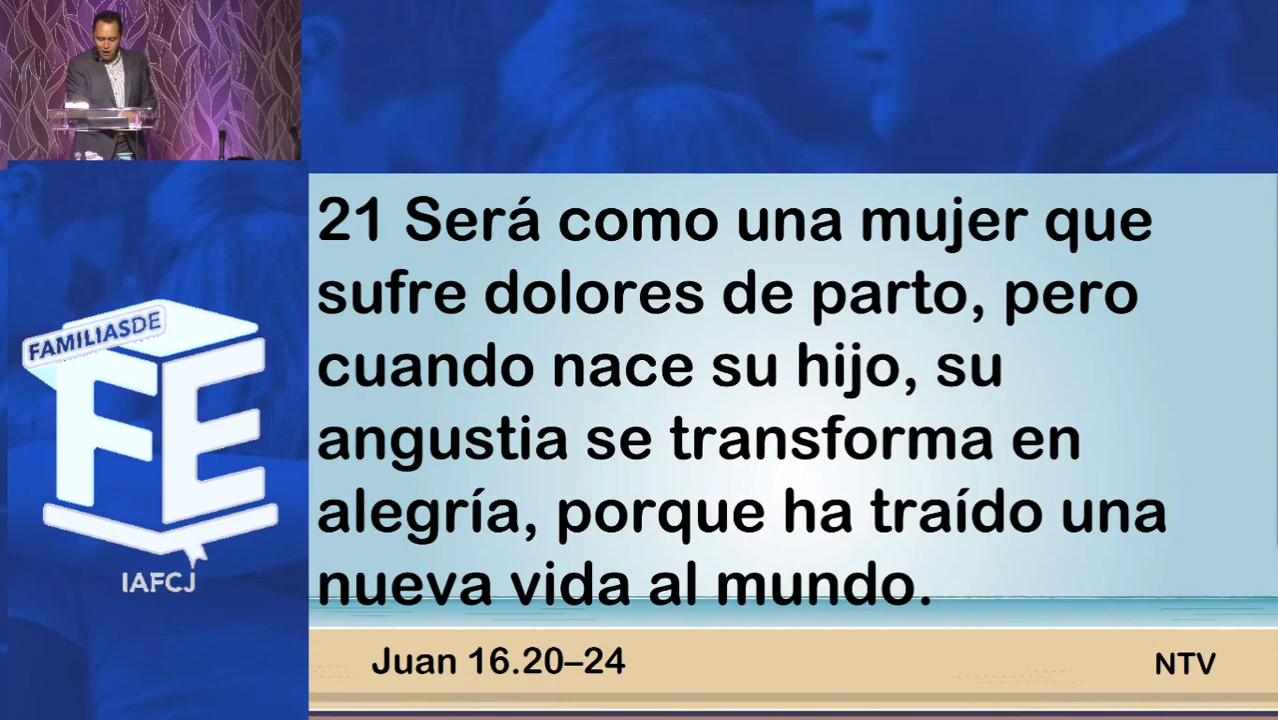 21 Será como una mujer que
sufre dolores de parto, pero
cuando nace su hijo, su
angustia se transforma en
alegría, porque ha traído una
nueva vida al mundo.
Juan 16.20–24
NTV
FAMILIASDE
FE
IAFCJ